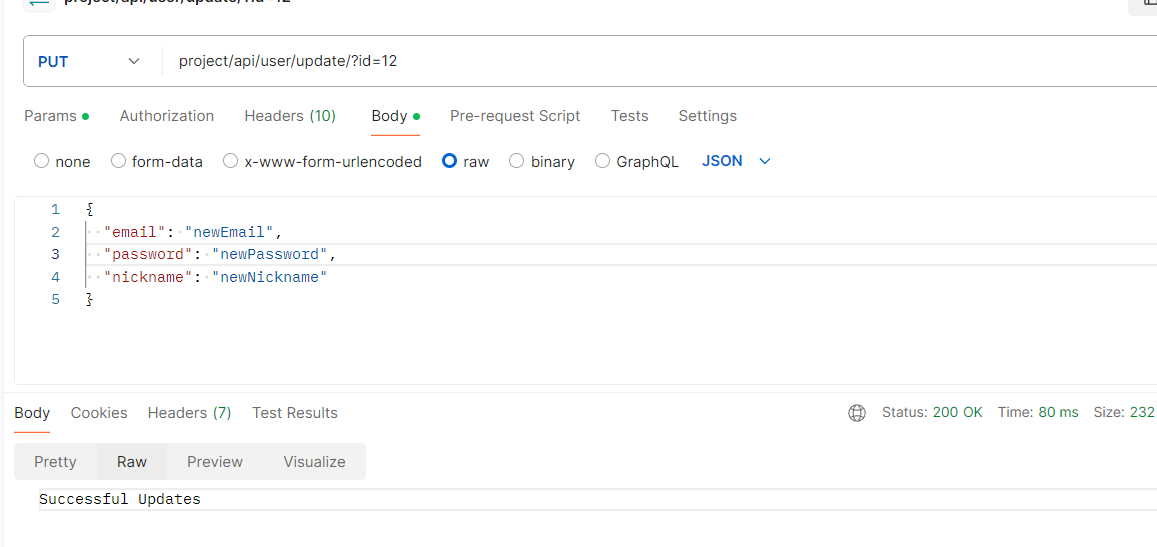 project/api/user/update/?id=12
PUT project/api/user/update/?id=12
Params Authorization Headers (10) Body Pre-request Script Tests Settings
none form-data x-www-form-urlencoded raw binary GraphQL JSON
1 {
2 "email": "newEmail",
3 "password": "newPassword",
4 "nickname": "newNickname"
5 }
Body Cookies Headers (7) Test Results Status: 200 OK Time: 80 ms Size: 232
Pretty Raw Preview Visualize
Successful Updates